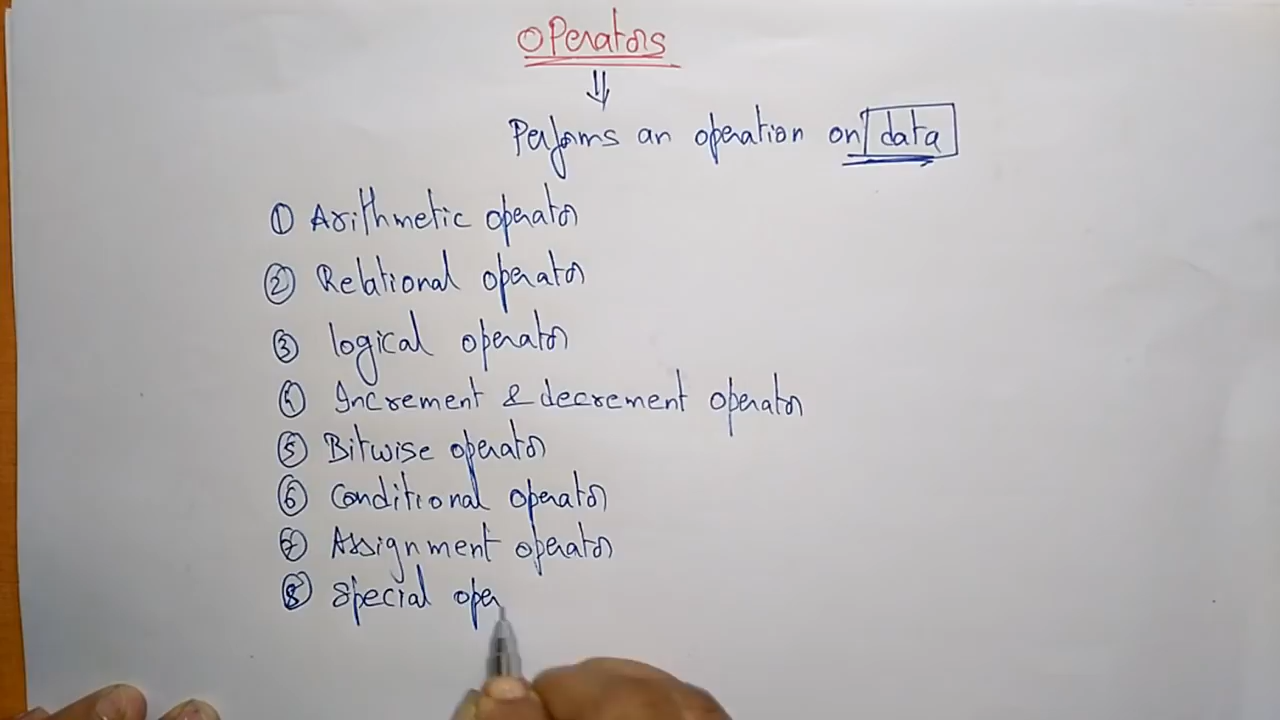 Operators
⇓
Performs an operation on data
① Arithmetic operator
② Relational operator
③ logical operator
④ Increment & decrement operator
⑤ Bitwise operator
⑥ Conditional operator
⑦ Assignment operator
⑧ special oper